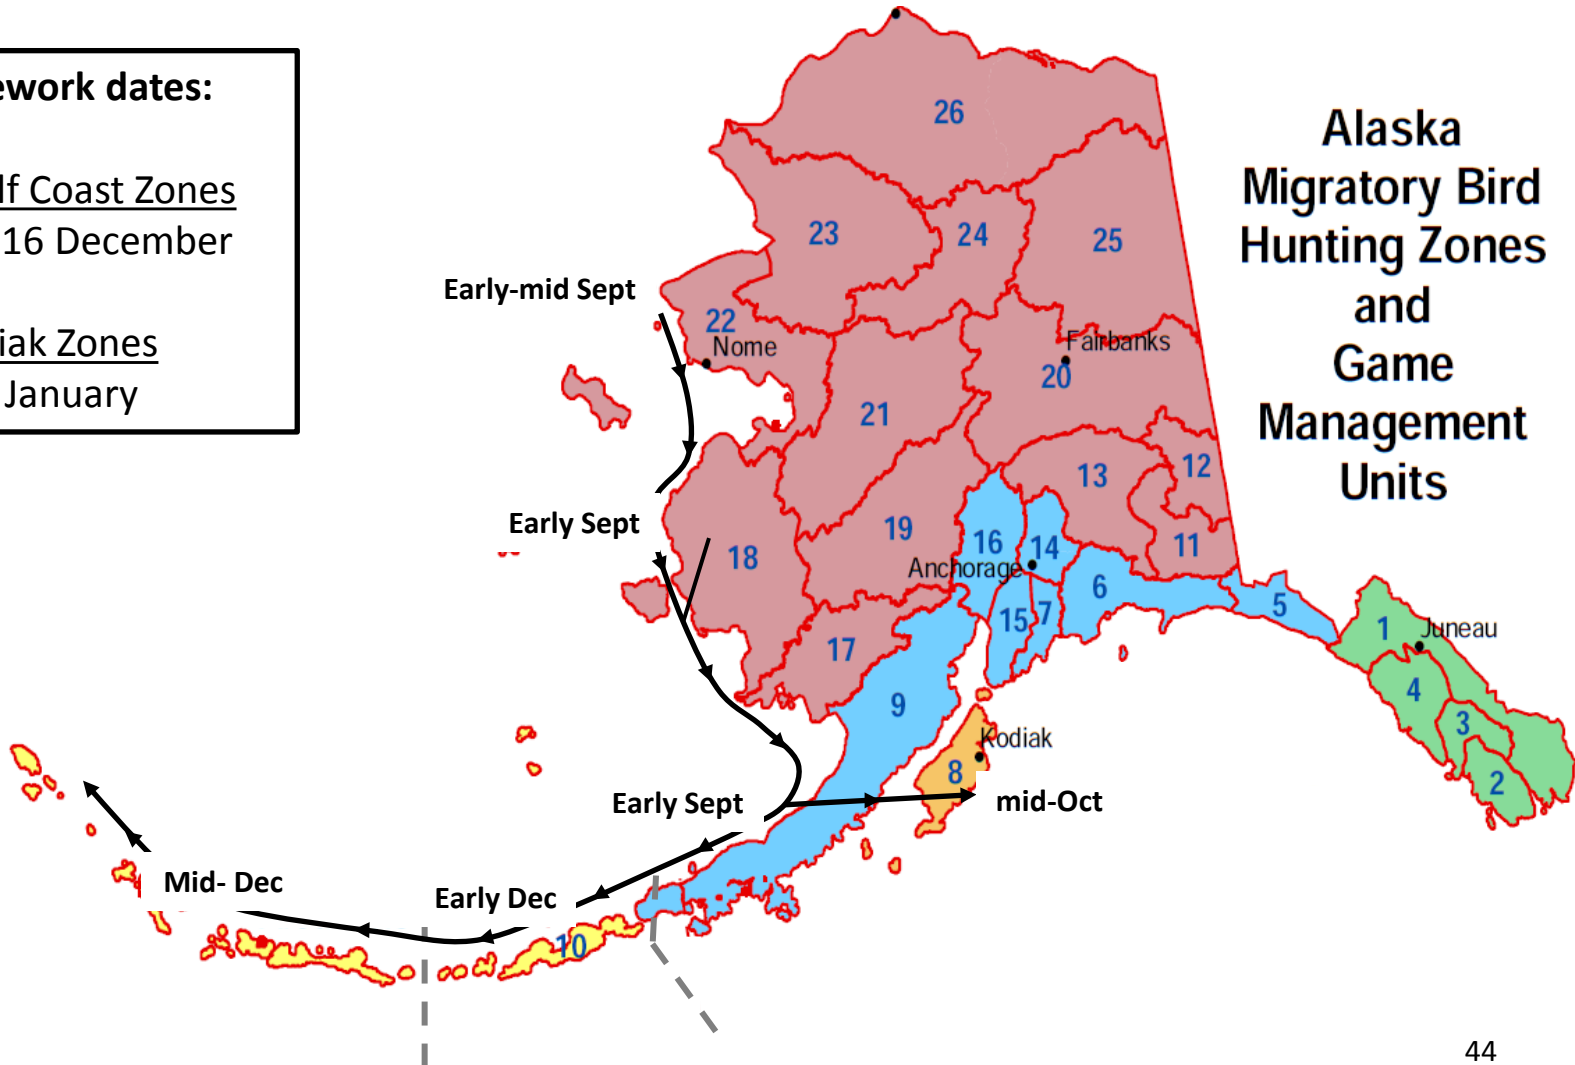 ework dates:
lf Coast Zones
16 December
iak Zones
January
Alaska
Migratory Bird
Hunting Zones
and
Game
Management
Units
26
23
24
25
Early-mid Sept
22
Nome
Fairbanks
20
21
13
12
Early Sept
18
19
16
14
11
Anchorage
6
5
15
7
17
1
Juneau
4
3
2
9
Kodiak
8
mid-Oct
Early Sept
Mid- Dec
Early Dec
10
44